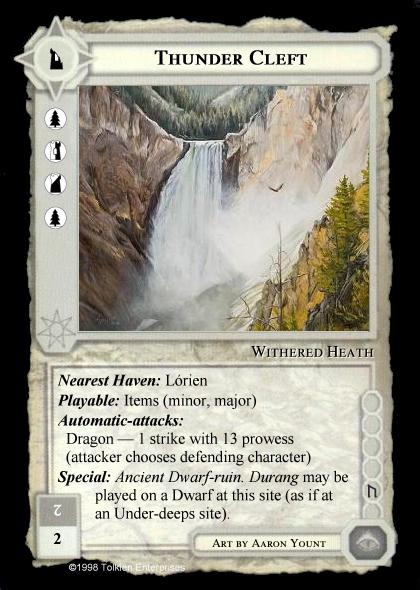 THUNDER CLEFT
WITHERED HEATH
Nearest Haven: Lórien
Playable: Items (minor, major)
Automatic-attacks:
Dragon — 1 strike with 13 prowess
(attacker chooses defending character)
Special: Ancient Dwarf-ruin. Durang may be
played on a Dwarf at this site (as if at
an Under-deeps site).
2
2
ART BY AARON YOUNT
©1998 Tolkien Enterprises